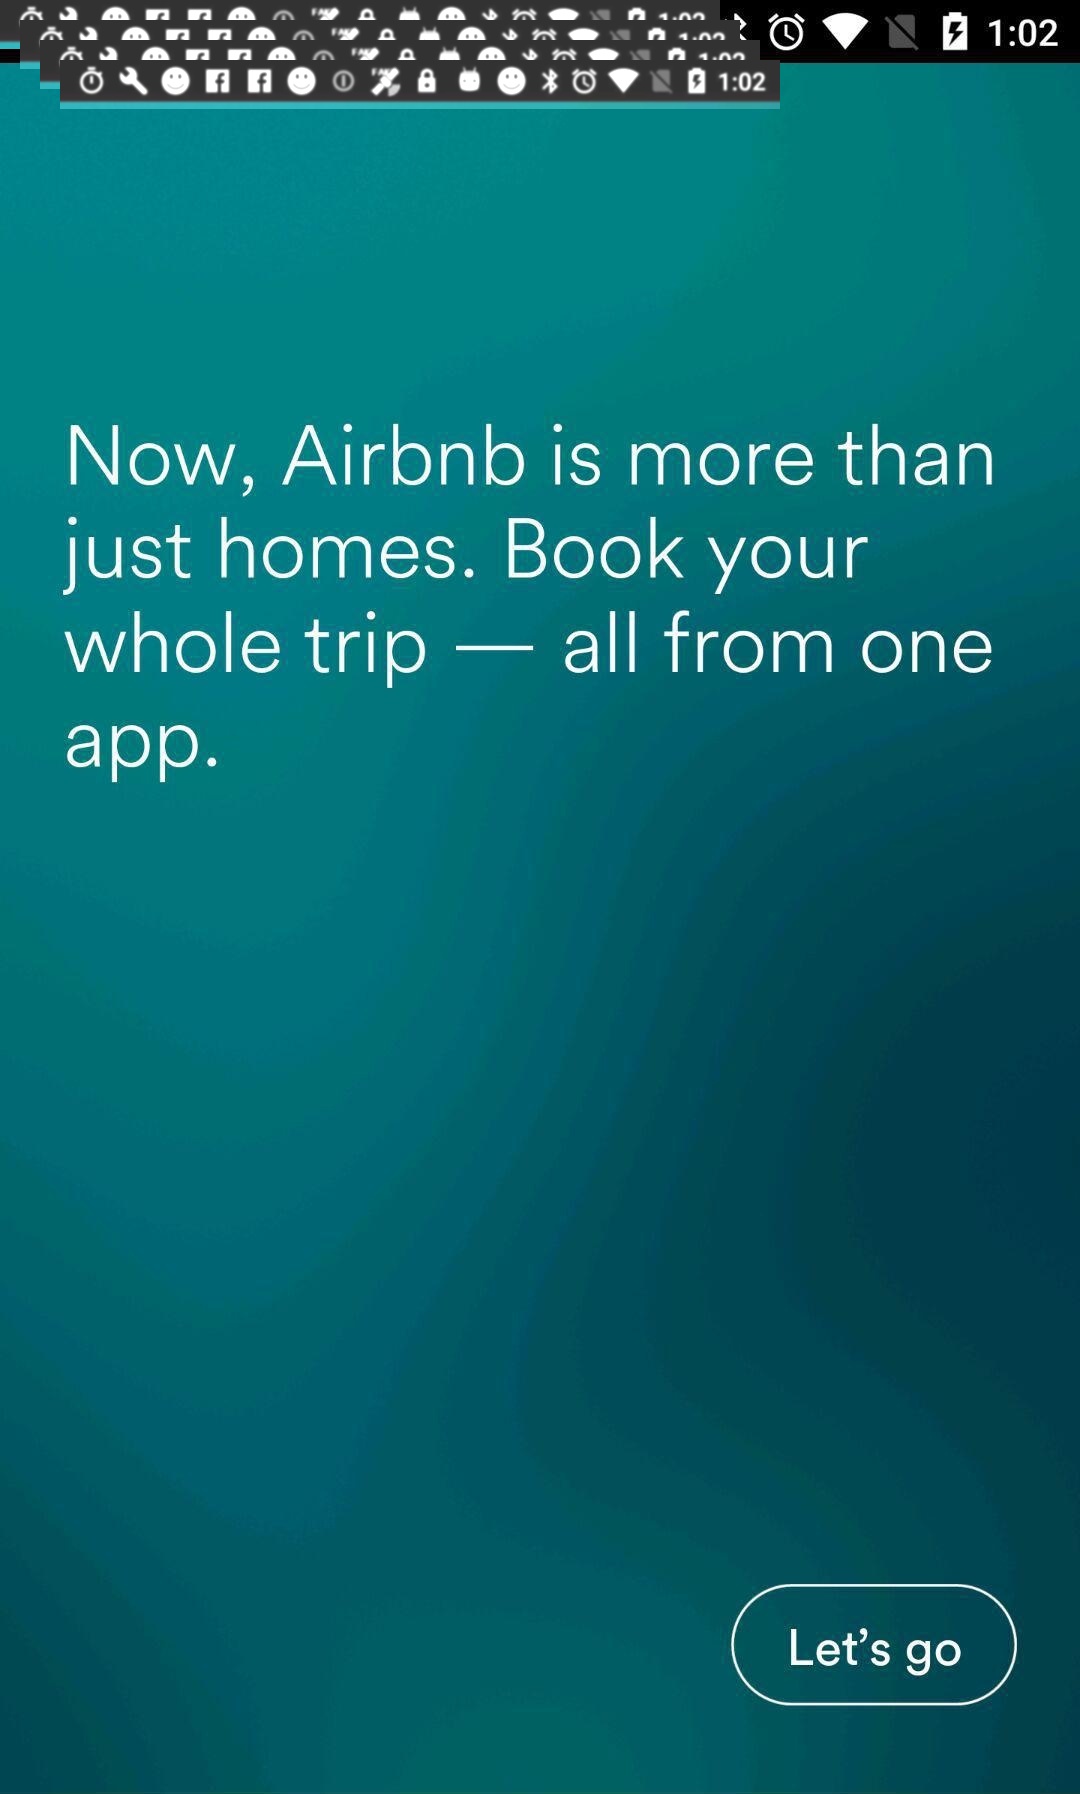 1:02
1:02
Now, Airbnb is more than
just homes. Book your
whole trip — all from one
app.
Let's go